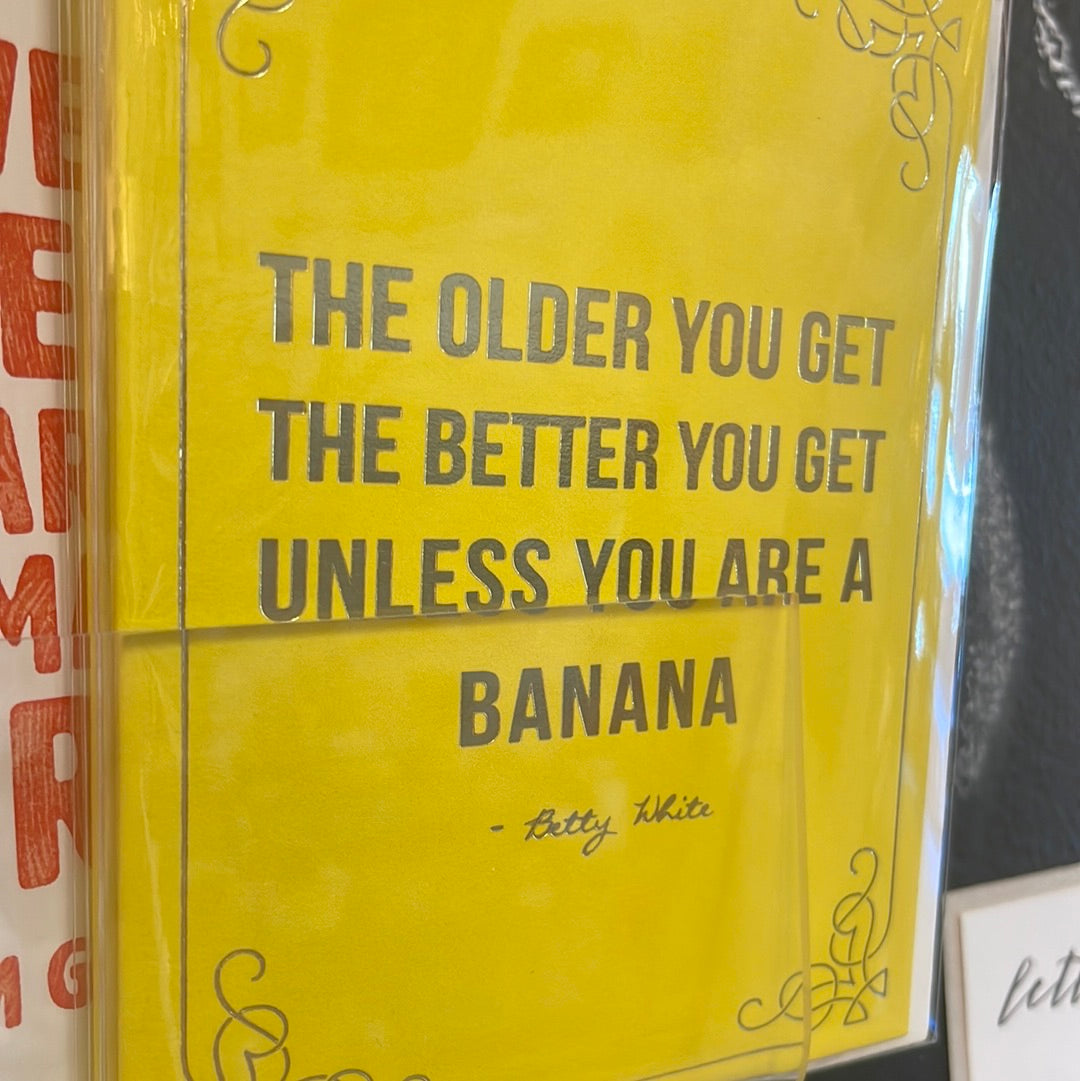 THE OLDER YOU GET
THE BETTER YOU GET
UNLESS YOU ARE A
BANANA
- Betty White